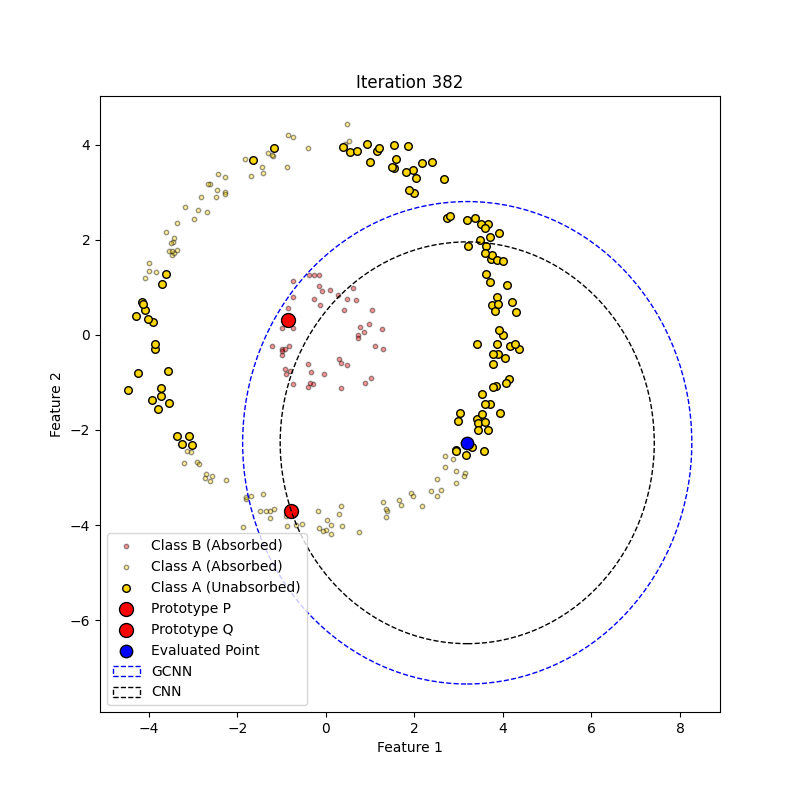 Iteration 382
4
2
0
−2
−4
−6
Feature 2
Class B (Absorbed)
Class A (Absorbed)
Class A (Unabsorbed)
Prototype P
Prototype Q
Evaluated Point
GCNN
CNN
−4
−2
0
2
4
6
8
Feature 1